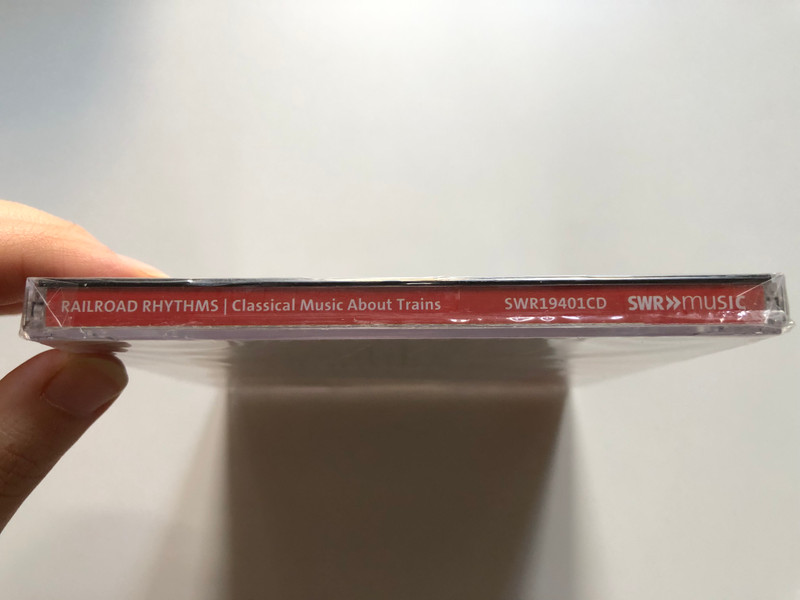 RAILROAD RHYTHMS | Classical Music About Trains SWR19401CD SWR>>music